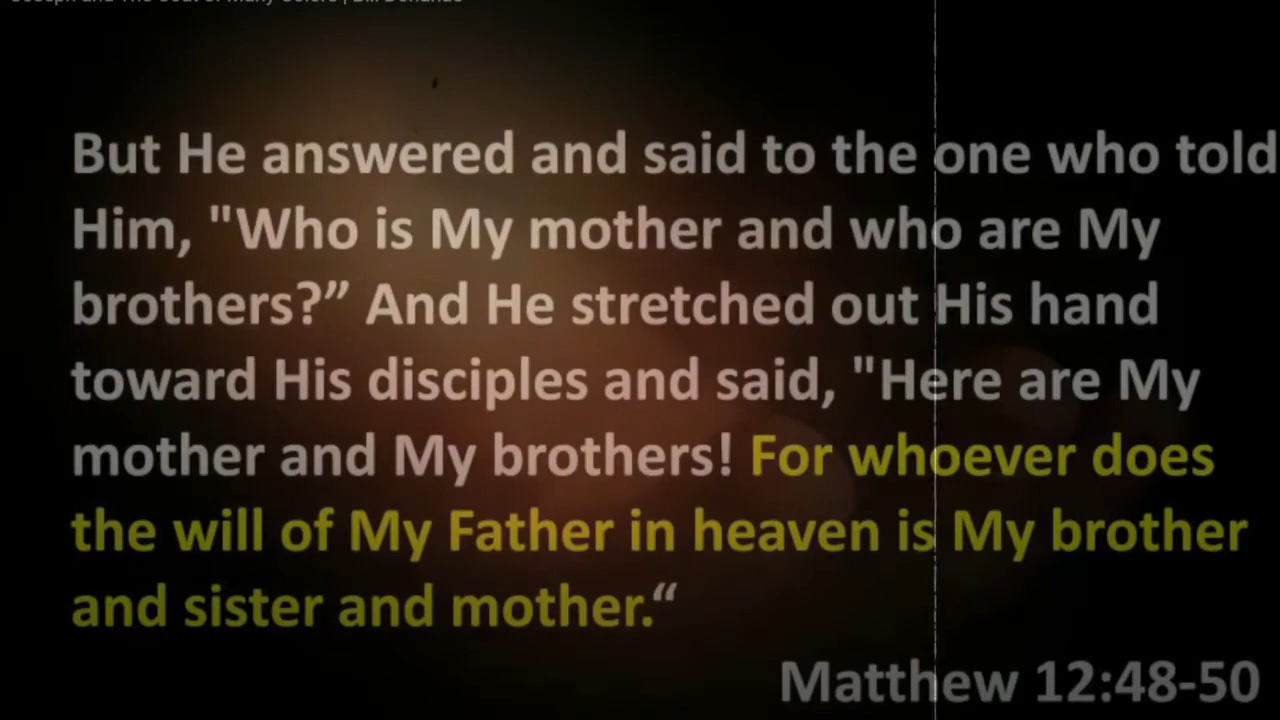 But He answered and said to the one who told
Him, "Who is My mother and who are My
brothers?” And He stretched out His hand
toward His disciples and said, "Here are My
mother and My brothers! For whoever does
the will of My Father in heaven is My brother
and sister and mother.“
Matthew 12:48-50